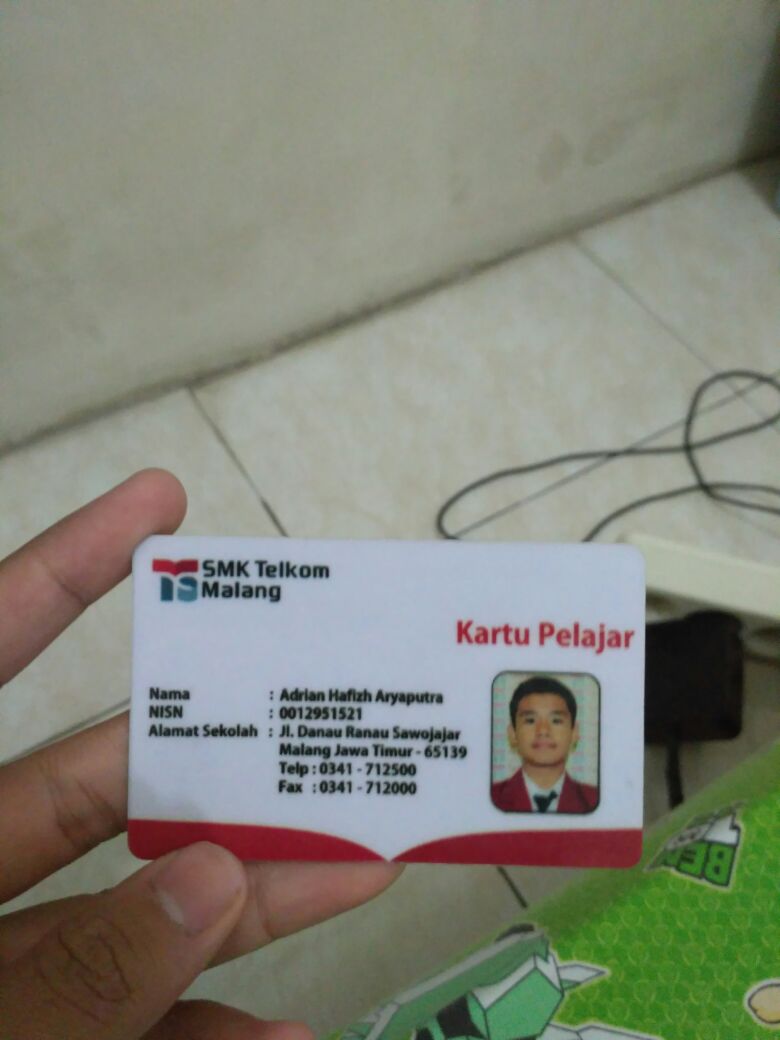 SMK Telkom
Malang
Kartu Pelajar
Nama : Adrian Hafizh Aryaputra
NISN : 0012951521
Alamat Sekolah : Jl. Danau Ranau Sawojajar
Malang Jawa Timur - 65139
Telp : 0341 - 712500
Fax : 0341 - 712000